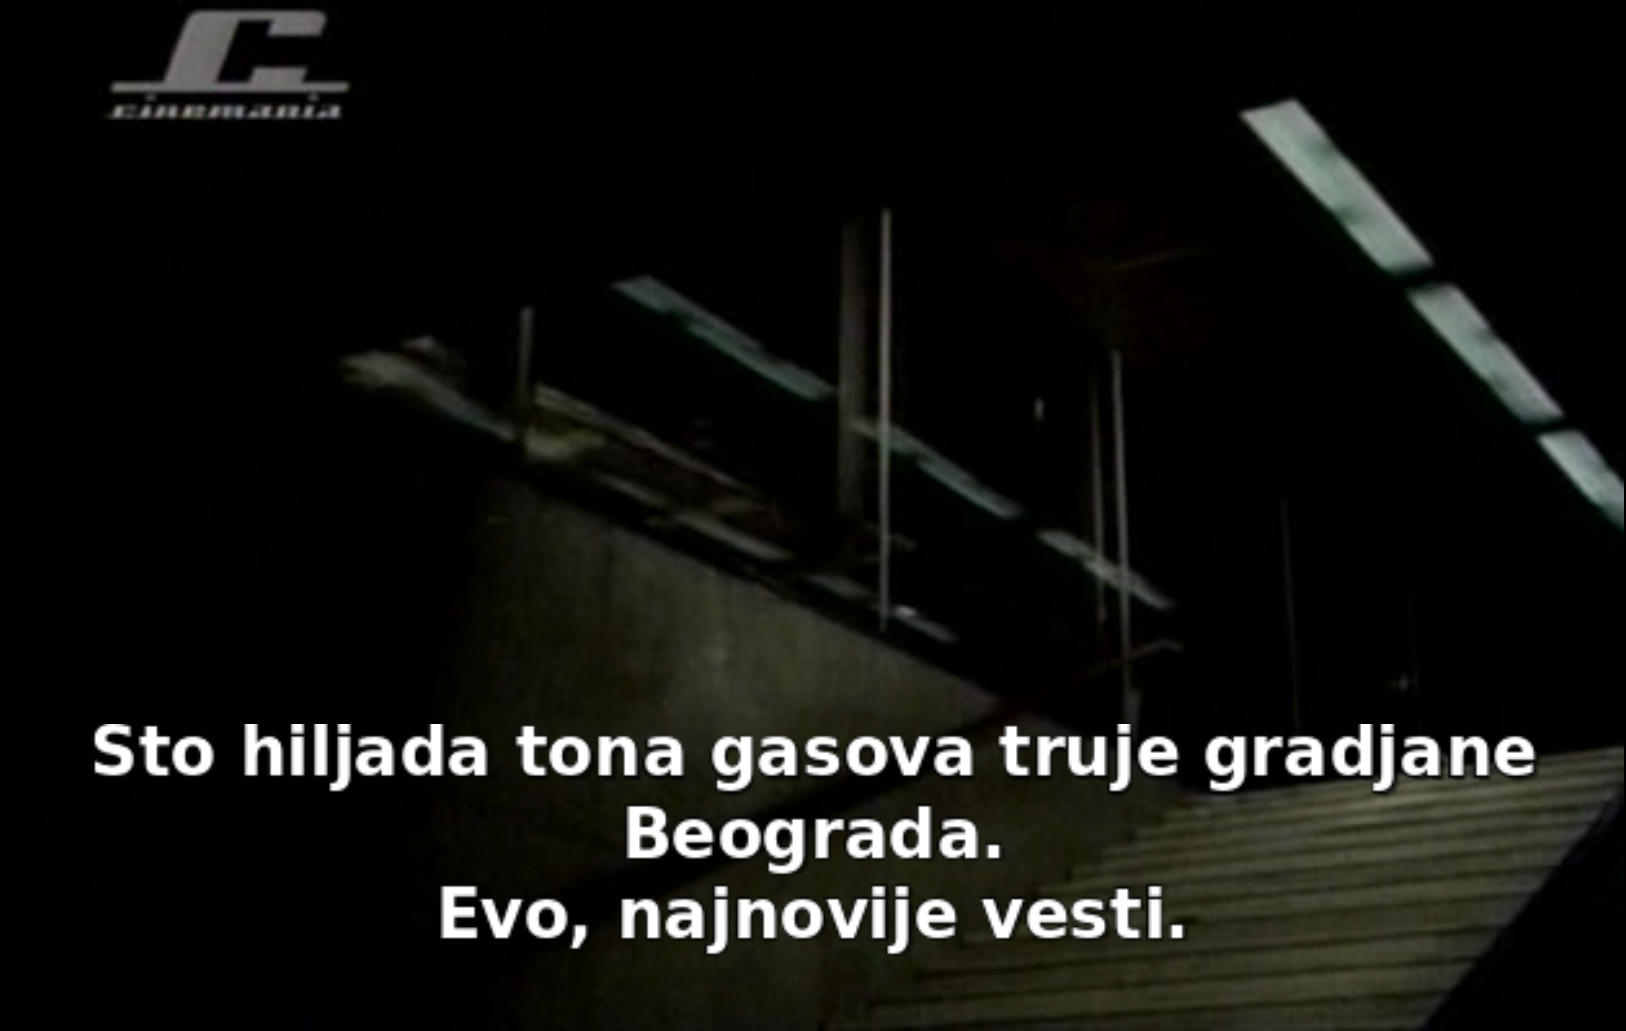 cinemania
Sto hiljada tona gasova truje gradjane
Beograda.
Evo, najnovije vesti.